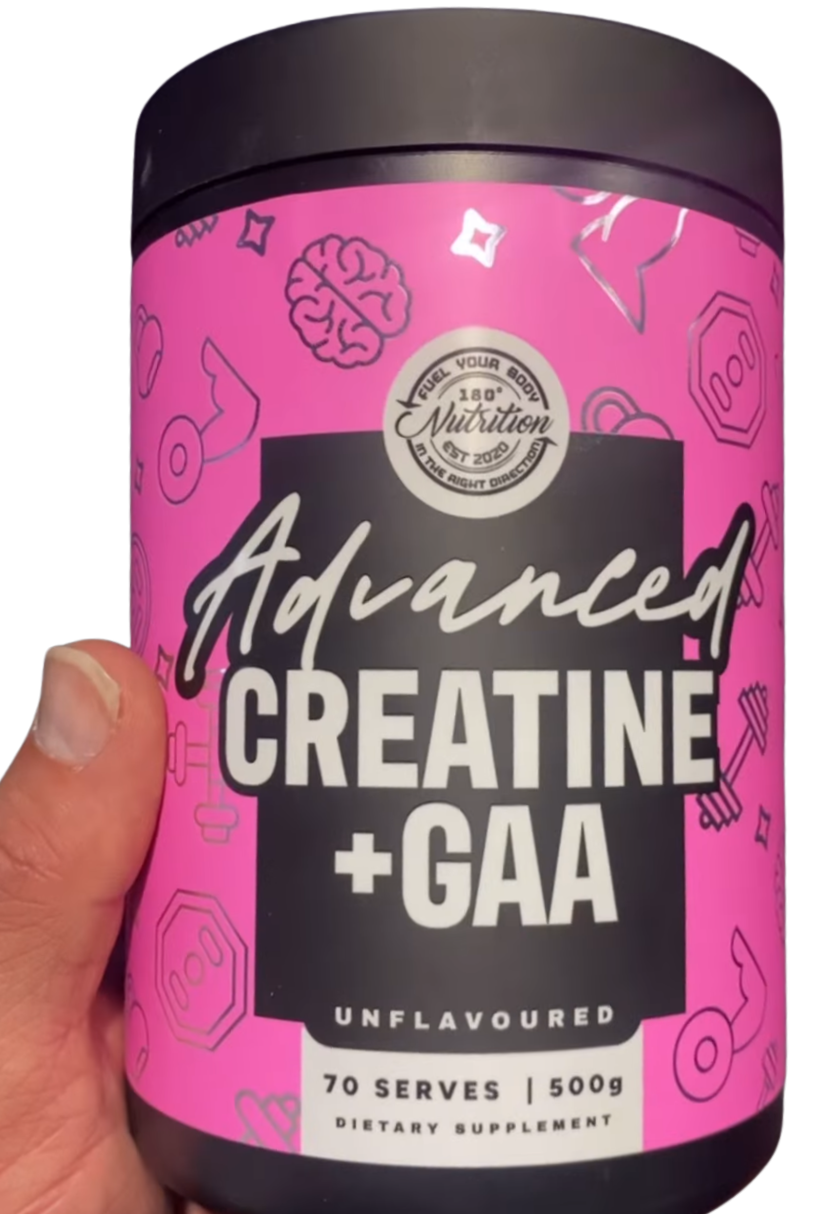 FUEL YOUR BODY
180°
Nutrition
EST 2020
IN THE RIGHT DIRECTION
Advanced
CREATINE
+GAA
UNFLAVOURED
70 SERVES | 500g
DIETARY SUPPLEMENT